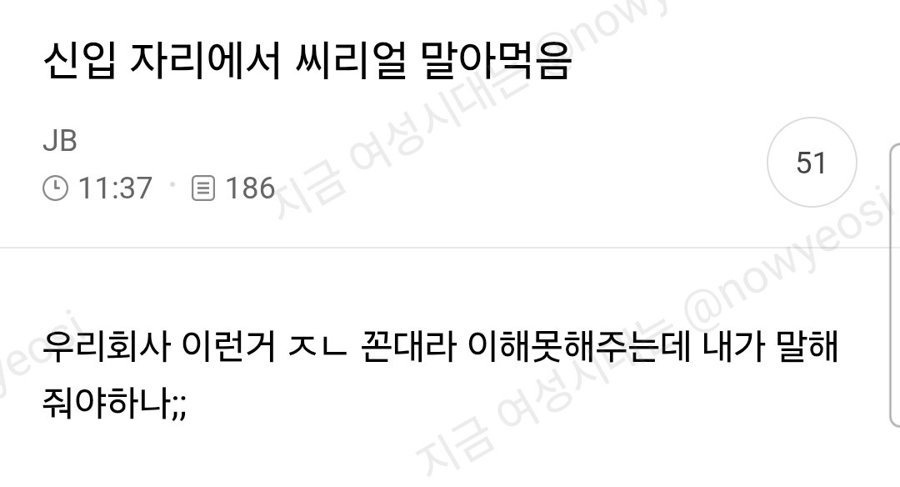 신입 자리에서 씨리얼 말아먹음
JB
11:37 · 186
51
우리회사 이런거 ㅈㄴ 꼰대라 이해못해주는데 내가 말해
줘야하나;;
지금 여성시대는 @nowyeosi
지금 여성시대는 @nowyeosi
yeosi